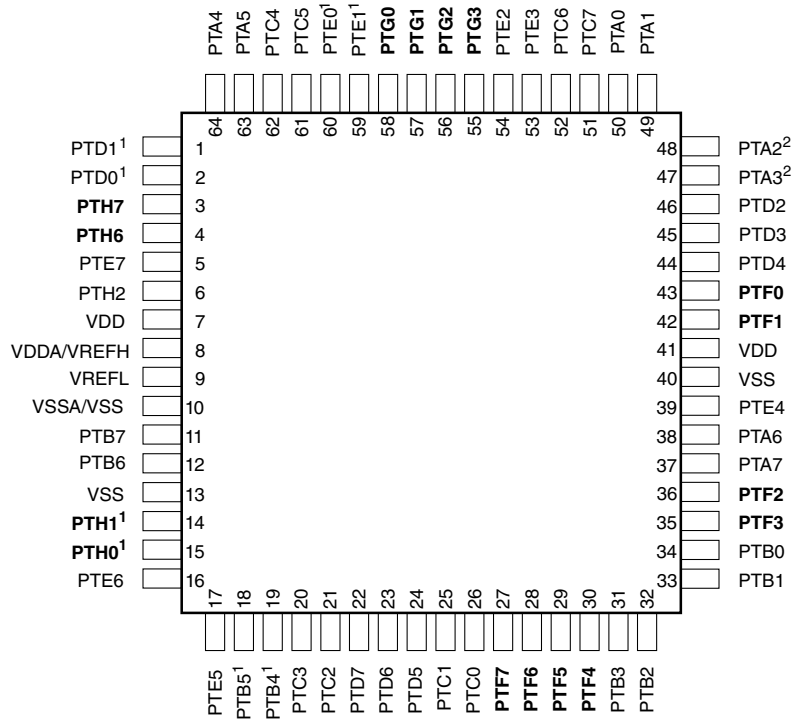 PTA4 PTA5 PTC4 PTC5 PTE0¹ PTE1¹ PTG0 PTG1 PTG2 PTG3 PTE2 PTE3 PTC6 PTC7 PTA0 PTA1
64 63 62 61 60 59 58 57 56 55 54 53 52 51 50 49
PTD1¹ 1 48 PTA2²
PTD0¹ 2 47 PTA3²
PTH7 3 46 PTD2
PTH6 4 45 PTD3
PTE7 5 44 PTD4
PTH2 6 43 PTF0
VDD 7 42 PTF1
VDDA/VREFH 8 41 VDD
VREFL 9 40 VSS
VSSA/VSS 10 39 PTE4
PTB7 11 38 PTA6
PTB6 12 37 PTA7
VSS 13 36 PTF2
PTH1¹ 14 35 PTF3
PTH0¹ 15 34 PTB0
PTE6 16 33 PTB1
17 18 19 20 21 22 23 24 25 26 27 28 29 30 31 32
PTE5 PTB5¹ PTB4¹ PTC3 PTC2 PTD7 PTD6 PTD5 PTC1 PTC0 PTF7 PTF6 PTF5 PTF4 PTB3 PTB2